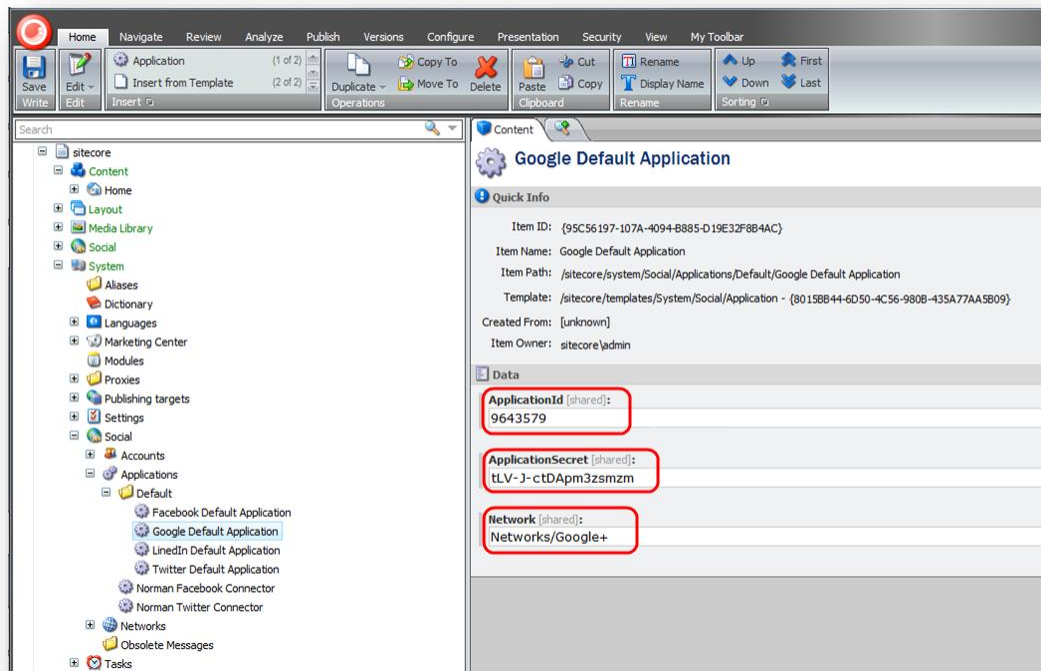 Home Navigate Review Analyze Publish Versions Configure Presentation Security View My Toolbar
Save
Write
Edit
Edit
Application (1 of 2)
Insert from Template (2 of 2)
Insert
Duplicate
Copy To
Move To
Delete
Operations
Paste
Cut
Copy
Clipboard
Rename
Display Name
Rename
Up
Down
First
Last
Sorting
Search
sitecore
Content
Home
Layout
Media Library
Social
System
Aliases
Dictionary
Languages
Marketing Center
Modules
Proxies
Publishing targets
Settings
Social
Accounts
Applications
Default
Facebook Default Application
Google Default Application
LinedIn Default Application
Twitter Default Application
Norman Facebook Connector
Norman Twitter Connector
Networks
Obsolete Messages
Tasks
Content
Google Default Application
Quick Info
Item ID: {95C56197-107A-4094-B885-D19E32F8B4AC}
Item Name: Google Default Application
Item Path: /sitecore/system/Social/Applications/Default/Google Default Application
Template: /sitecore/templates/System/Social/Application - {8015BB44-6D50-4C56-980B-435A77AA5B09}
Created From: [unknown]
Item Owner: sitecore\admin
Data
ApplicationId [shared]:
9643579
ApplicationSecret [shared]:
tLV-J-ctDApm3zsmzm
Network [shared]:
Networks/Google+